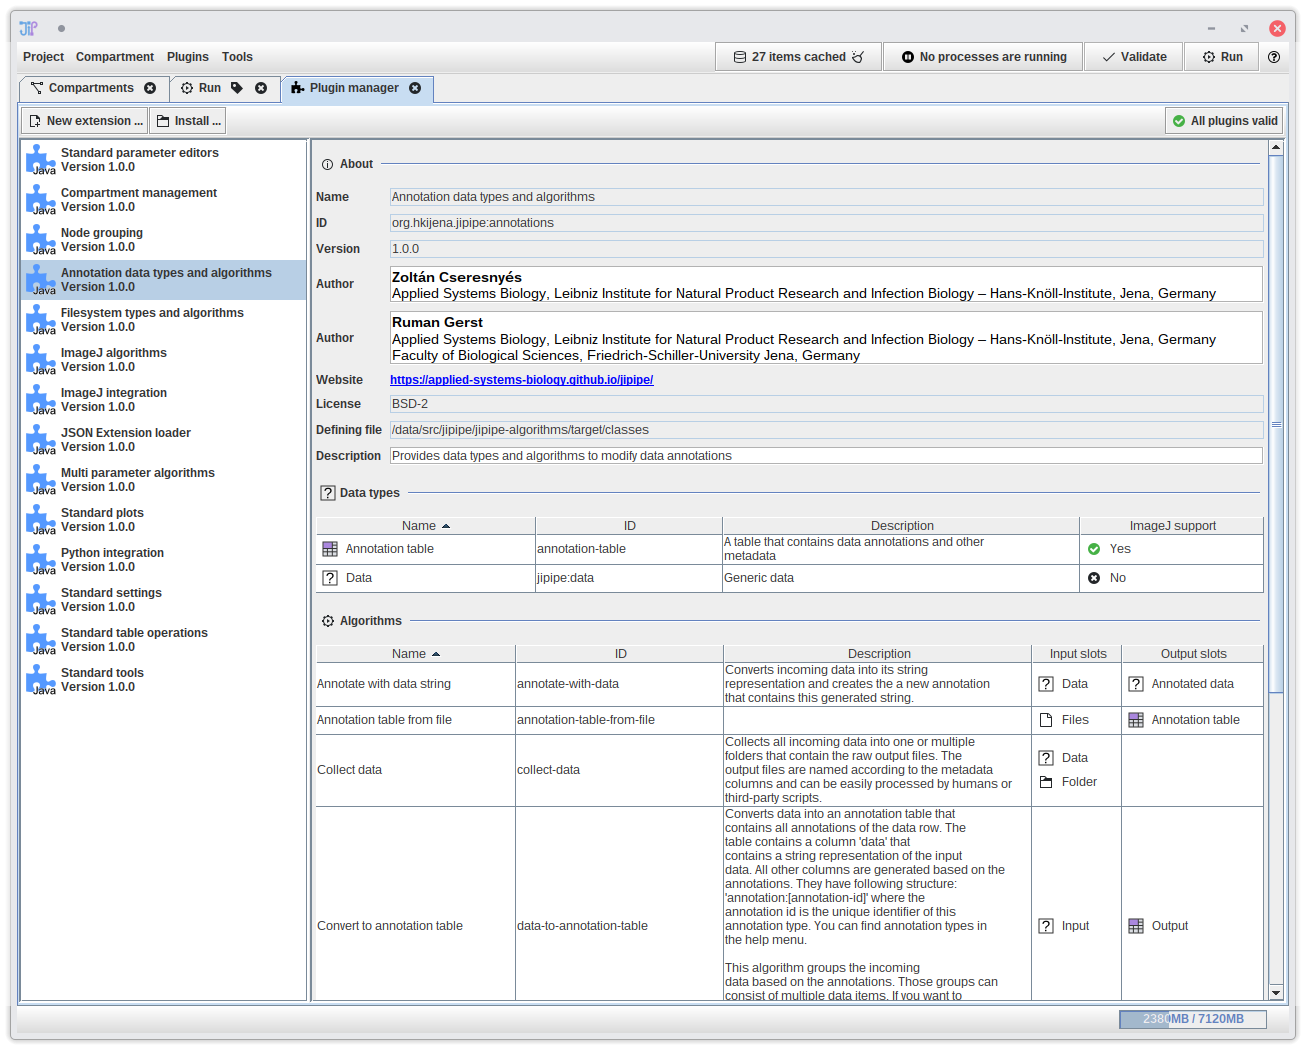 JIP
Project Compartment Plugins Tools 27 items cached No processes are running Validate Run
Compartments Run Plugin manager
New extension ... Install ... All plugins valid
Standard parameter editors
Version 1.0.0
Compartment management
Version 1.0.0
Node grouping
Version 1.0.0
Annotation data types and algorithms
Version 1.0.0
Filesystem types and algorithms
Version 1.0.0
ImageJ algorithms
Version 1.0.0
ImageJ integration
Version 1.0.0
JSON Extension loader
Version 1.0.0
Multi parameter algorithms
Version 1.0.0
Standard plots
Version 1.0.0
Python integration
Version 1.0.0
Standard settings
Version 1.0.0
Standard table operations
Version 1.0.0
Standard tools
Version 1.0.0
Java
Java
Java
Java
Java
Java
Java
Java
Java
Java
Java
Java
Java
Java
About
Name Annotation data types and algorithms
ID org.hkijena.jipipe:annotations
Version 1.0.0
Author Zoltán Cseresnyés
Applied Systems Biology, Leibniz Institute for Natural Product Research and Infection Biology – Hans-Knöll-Institute, Jena, Germany
Author Ruman Gerst
Applied Systems Biology, Leibniz Institute for Natural Product Research and Infection Biology – Hans-Knöll-Institute, Jena, Germany
Faculty of Biological Sciences, Friedrich-Schiller-University Jena, Germany
Website https://applied-systems-biology.github.io/jipipe/
License BSD-2
Defining file /data/src/jipipe/jipipe-algorithms/target/classes
Description Provides data types and algorithms to modify data annotations
Data types
Name ID Description ImageJ support
Annotation table annotation-table A table that contains data annotations and other
metadata Yes
Data jipipe:data Generic data No
Algorithms
Name ID Description Input slots Output slots
Annotate with data string annotate-with-data Converts incoming data into its string
representation and creates the a new annotation
that contains this generated string. Data Annotated data
Annotation table from file annotation-table-from-file Files Annotation table
Collect data collect-data Collects all incoming data into one or multiple
folders that contain the raw output files. The
output files are named according to the metadata
columns and can be easily processed by humans or
third-party scripts. Data
Folder
Convert to annotation table data-to-annotation-table Converts data into an annotation table that
contains all annotations of the data row. The
table contains a column 'data' that
contains a string representation of the input
data. All other columns are generated based on the
annotations. They have following structure:
'annotation:[annotation-id]' where the
annotation id is the unique identifier of this
annotation type. You can find annotation types in
the help menu. Input Output
This algorithm groups the incoming
data based on the annotations. Those groups can
consist of multiple data items. If you want to
2380MB / 7120MB